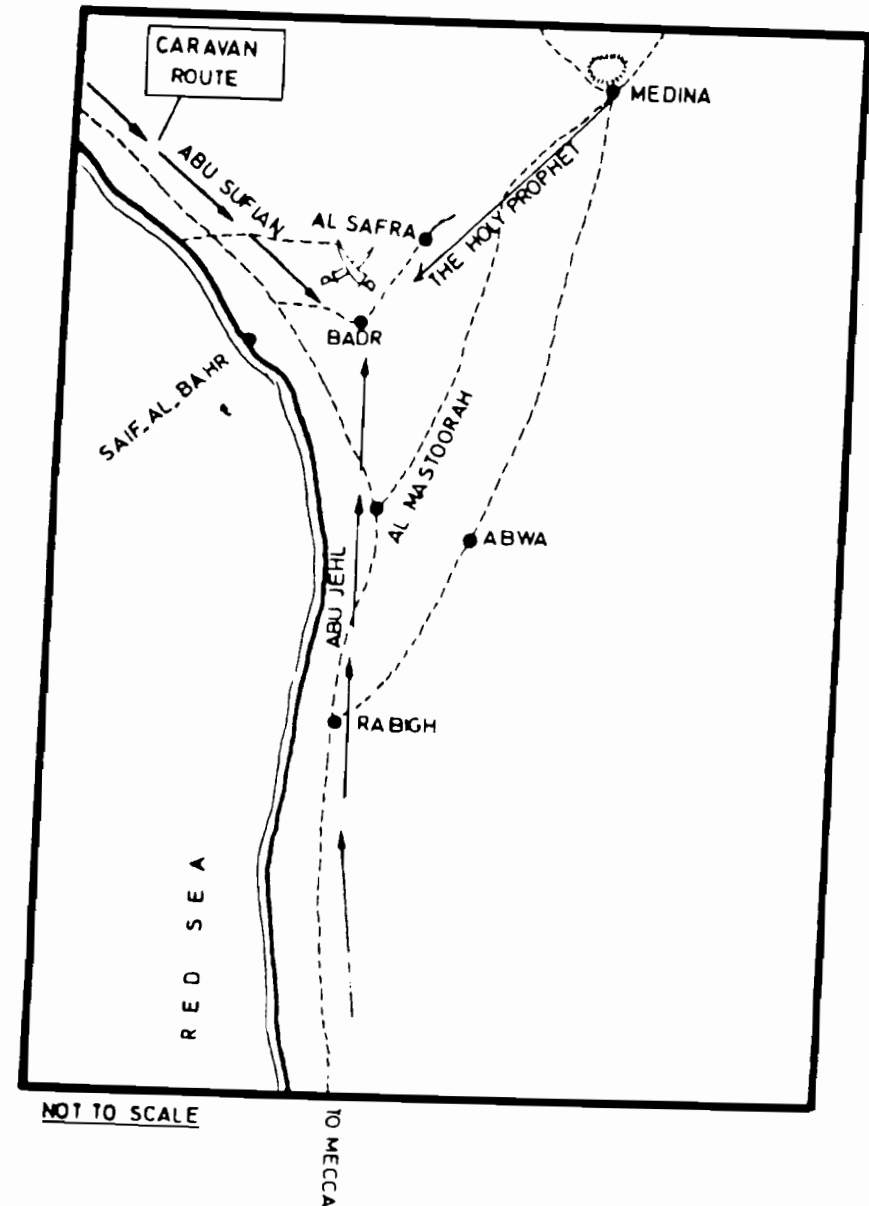 CARAVAN
ROUTE
MEDINA
ABU SUFIAN
AL SAFRA
THE HOLY PROPHET
BADR
SAIF-AL-BAHR
AL MASTOORAH
ABWA
ABU JEHL
RABIGH
RED SEA
NOT TO SCALE
TO MECCA